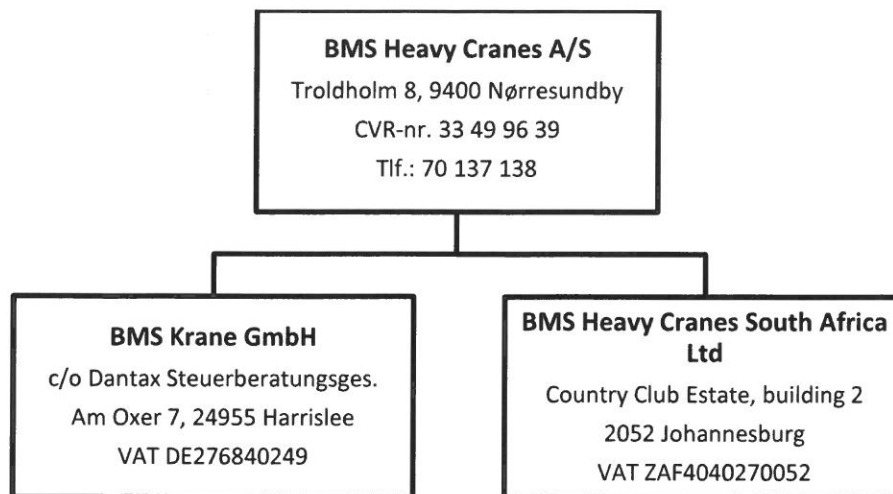 BMS Heavy Cranes A/S
Troldholm 8, 9400 Nørresundby
CVR-nr. 33 49 96 39
Tlf.: 70 137 138
BMS Krane GmbH
c/o Dantax Steuerberatungsges.
Am Oxer 7, 24955 Harrislee
VAT DE276840249
BMS Heavy Cranes South Africa
Ltd
Country Club Estate, building 2
2052 Johannesburg
VAT ZAF4040270052